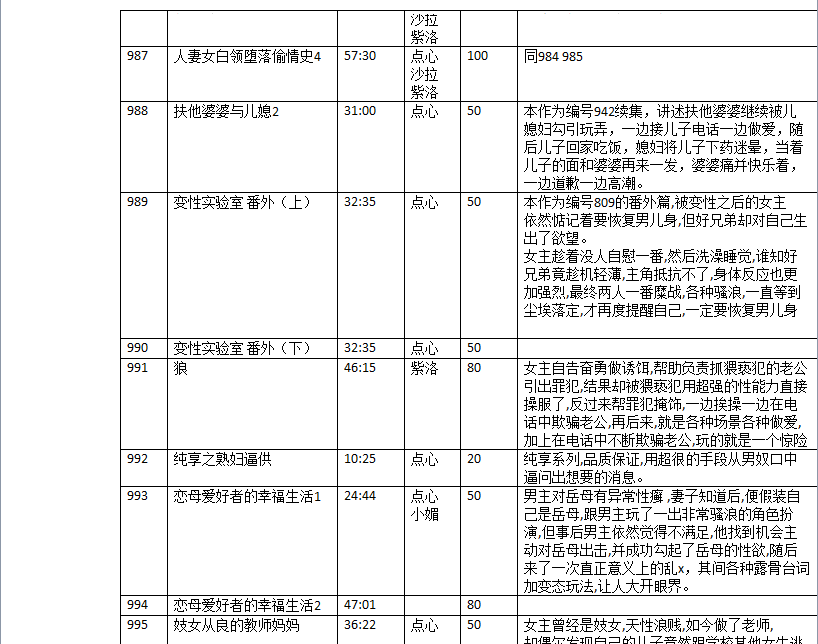 沙拉
紫洛
987 人妻女白领堕落偷情史4 57:30 点心 100 同984 985
沙拉
紫洛
988 扶他婆婆与儿媳2 31:00 点心 50 本作为编号942续集，讲述扶他婆婆继续被儿
媳妇勾引玩弄，一边接儿子电话一边做爱，随
后儿子回家吃饭，媳妇将儿子下药迷晕，当着
儿子的面和婆婆再来一发，婆婆痛并快乐着，
一边道歉一边高潮。
989 变性实验室 番外（上） 32:35 点心 50 本作为编号809的番外篇,被变性之后的女主
依然惦记着要恢复男儿身,但好兄弟却对自己生
出了欲望。
女主趁着没人自慰一番,然后洗澡睡觉,谁知好
兄弟竟趁机轻薄,主角抵抗不了,身体反应也更
加强烈,最终两人一番鏖战,各种骚浪,一直等到
尘埃落定,才再度提醒自己,一定要恢复男儿身
990 变性实验室 番外（下） 32:35 点心 50
991 狼 46:15 紫洛 80 女主自告奋勇做诱饵,帮助负责抓猥亵犯的老公
引出罪犯,结果却被猥亵犯用超强的性能力直接
操服了,反过来帮罪犯掩饰,一边挨操一边在电
话中欺骗老公,再后来,就是各种场景各种做爱,
加上在电话中不断欺骗老公,玩的就是一个惊险
992 纯享之熟妇逼供 10:25 点心 20 纯享系列,品质保证,用超很的手段从男奴口中
逼问出想要的消息。
993 恋母爱好者的幸福生活1 24:44 点心 50 男主对岳母有异常性癖 ,妻子知道后,便假装自
小媚 己是岳母,跟男主玩了一出非常骚浪的角色扮
演,但事后男主依然觉得不满足,他找到机会主
动对岳母出击,并成功勾起了岳母的性欲,随后
来了一次直正意义上的乱x，其间各种露骨台词
加变态玩法,让人大开眼界。
994 恋母爱好者的幸福生活2 47:01 80
995 妓女从良的教师妈妈 36:22 点心 50 女主曾经是妓女,天性浪贱,如今做了老师,